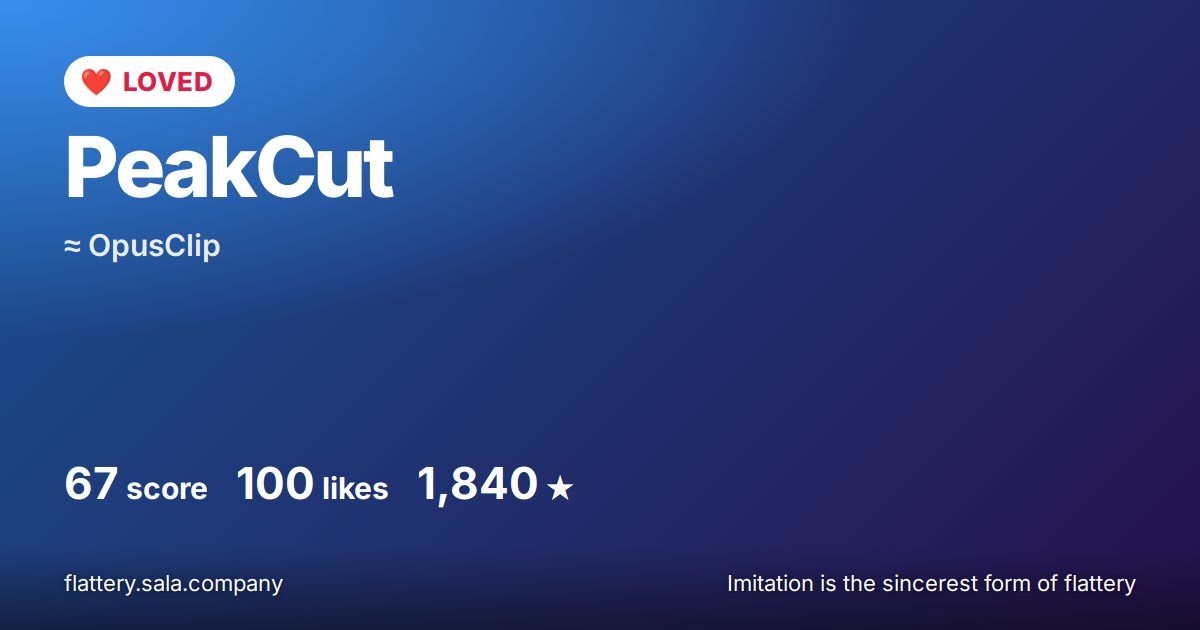 ❤️ LOVED
PeakCut
≈ OpusClip
67 score 100 likes 1,840 ★
flattery.sala.company
Imitation is the sincerest form of flattery